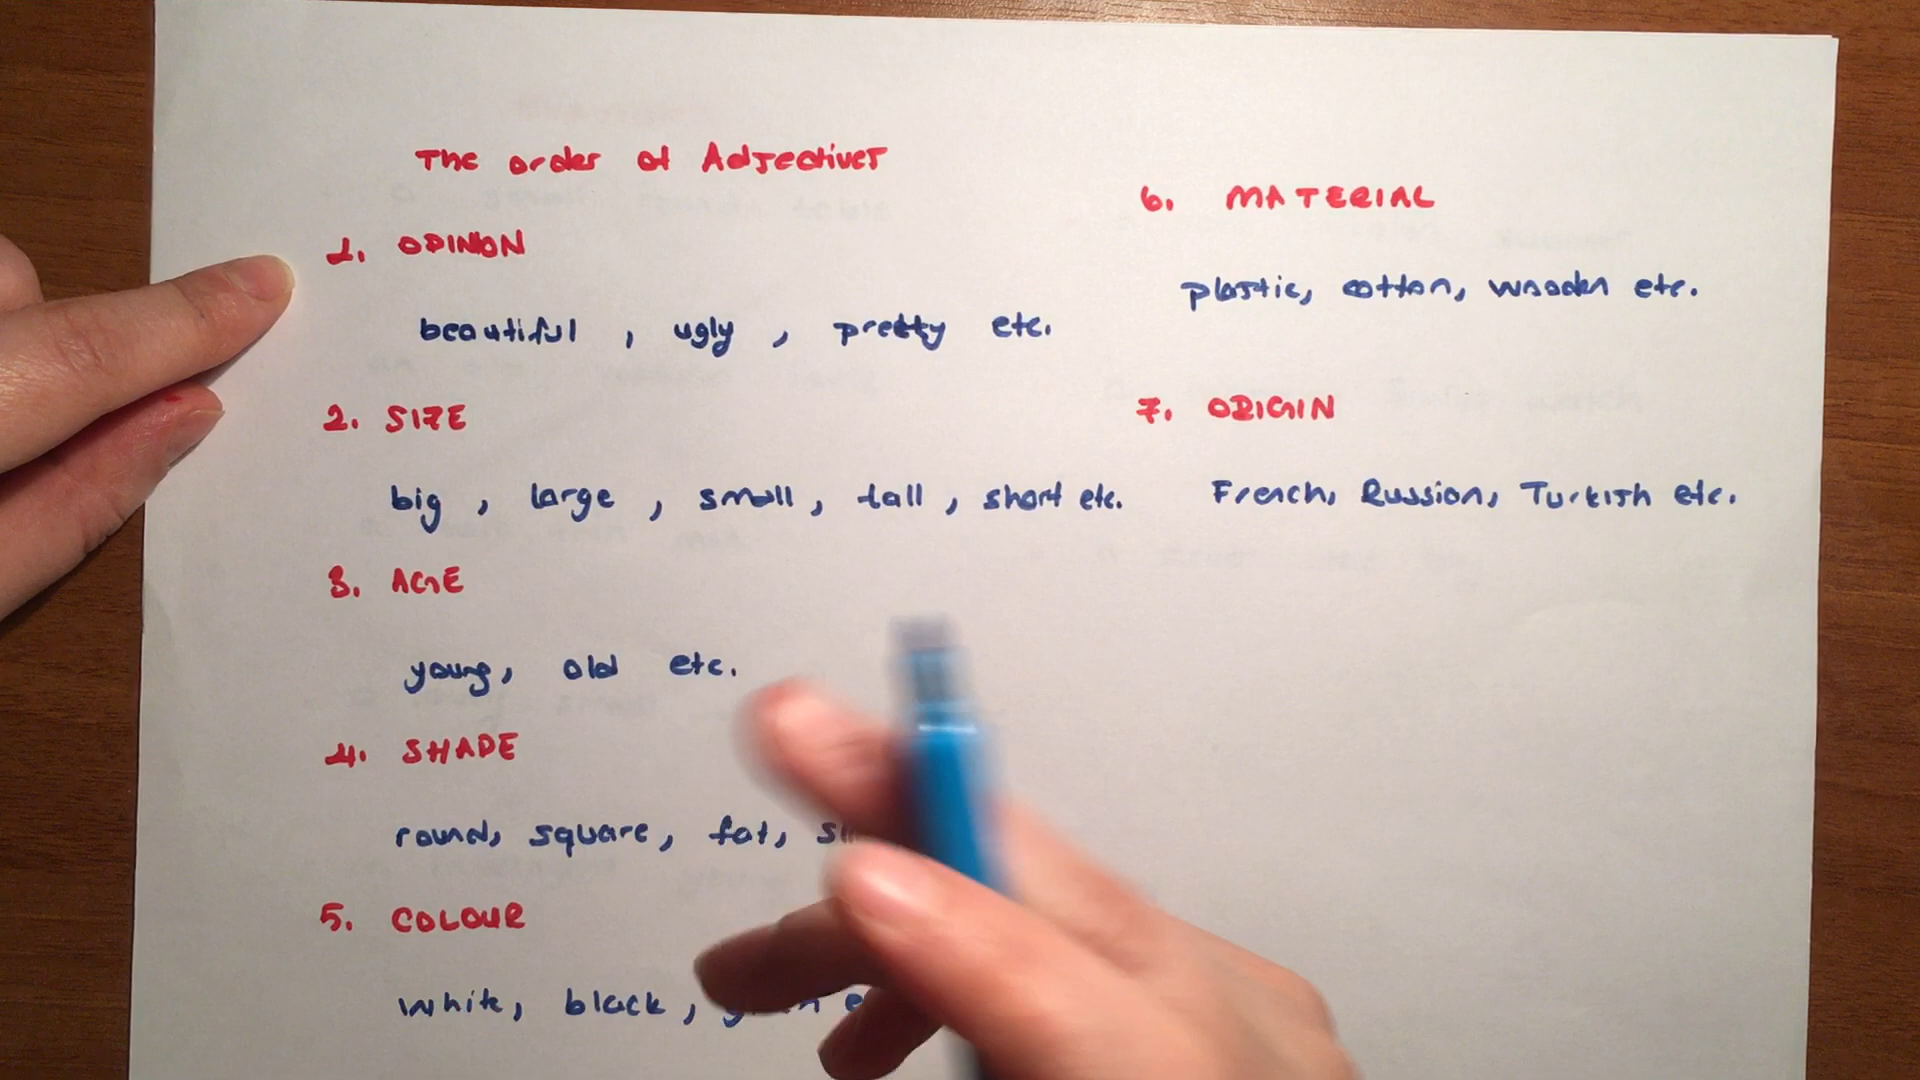 The order of Adjectives
1. OPINION
beautiful , ugly , pretty etc.
2. SIZE
big , large , small , tall , short etc.
3. AGE
young, old etc.
4. SHAPE
round, square, fat,
5. COLOUR
white, black ,
6. MATERIAL
plastic, cotton, wooden etc.
7. ORIGIN
French, Russion, Turkish etc.